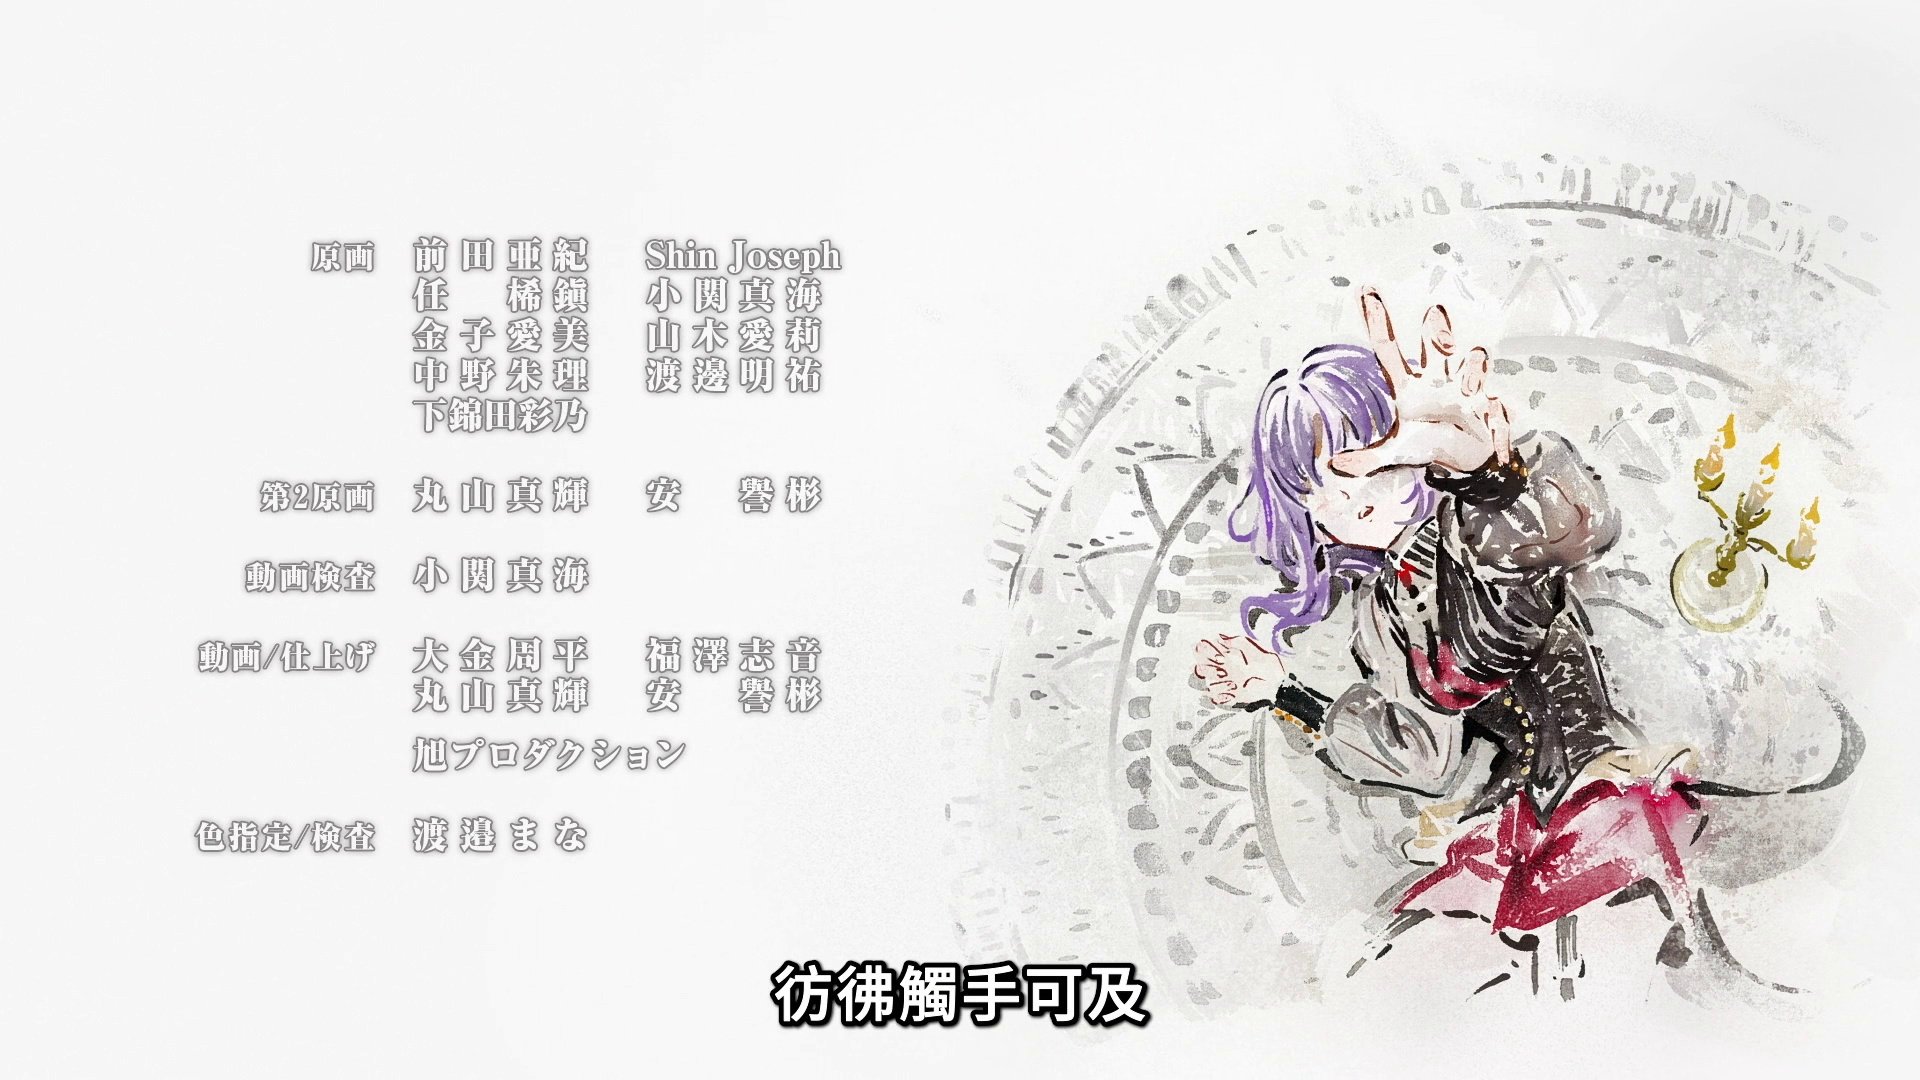 原画 前田亜紀 Shin Joseph
任 桸鎭 小関真海
金子愛美 山木愛莉
中野朱理 渡邊明祐
下錦田彩乃
第2原画 丸山真輝 安 譽彬
動画検査 小関真海
動画/仕上げ 大金周平 福澤志音
丸山真輝 安 譽彬
旭プロダクション
色指定/検査 渡邉まな
彷彿觸手可及